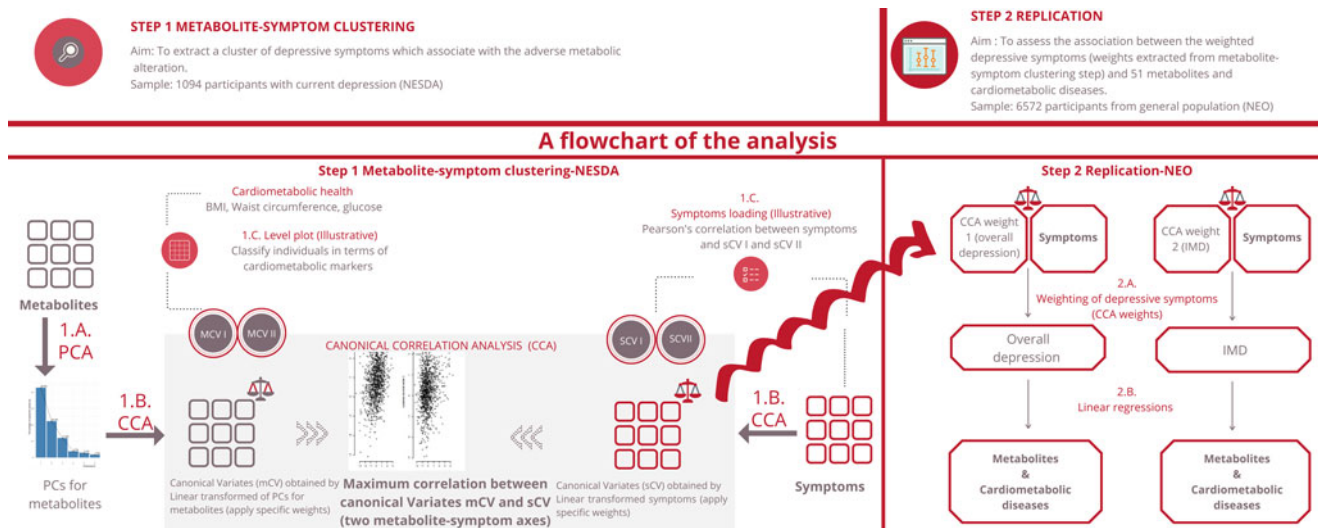 STEP 1 METABOLITE-SYMPTOM CLUSTERING
Aim: To extract a cluster of depressive symptoms which associate with the adverse metabolic
alteration.
Sample: 1094 participants with current depression (NESDA)
STEP 2 REPLICATION
Aim : To assess the association between the weighted
depressive symptoms (weights extracted from metabolite-
symptom clustering step) and 51 metabolites and
cardiometabolic diseases.
Sample: 6572 participants from general population (NEO)
A flowchart of the analysis
Step 1 Metabolite-symptom clustering-NESDA
Cardiometabolic health
BMI, Waist circumference, glucose
1.C. Level plot (Illustrative)
Classify individuals in terms of
cardiometabolic markers
1.C.
Symptoms loading (Illustrative)
Pearson's correlation between symptoms
and sCV I and sCV II
Metabolites
1.A.
PCA
PCs for
metabolites
1.B.
CCA
MCV I
MCV II
CANONICAL CORRELATION ANALYSIS (CCA)
SCV I
SCVII
Canonical Variates (mCV) obtained by
Linear transformed of PCs for
metabolites (apply specific weights)
Maximum correlation between
canonical Variates mCV and sCV
(two metabolite-symptom axes)
Canonical Variates (sCV) obtained by
Linear transformed symptoms (apply
specific weights)
1.B.
CCA
Symptoms
Step 2 Replication-NEO
CCA weight
1 (overall
depression)
Symptoms
CCA weight
2 (IMD)
Symptoms
2.A.
Weighting of depressive symptoms
(CCA weights)
Overall
depression
IMD
2.B.
Linear regressions
Metabolites
&
Cardiometabolic
diseases
Metabolites
&
Cardiometabolic
diseases